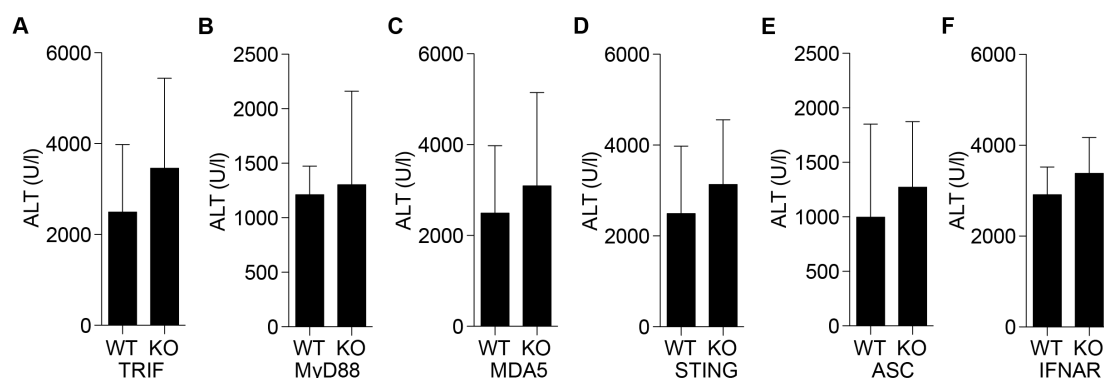 A B C D E F
6000 2500 6000 6000 2500 6000
2000
4000 4000 4000 4000
1500 1500
ALT (U/l) ALT (U/l) ALT (U/l) ALT (U/l) ALT (U/l) ALT (U/l)
1000 1000
2000 2000 2000 2000
500 500
0 0 0 0 0 0
WT KO WT KO WT KO WT KO WT KO WT KO
TRIF MvD88 MDA5 STING ASC IFNAR